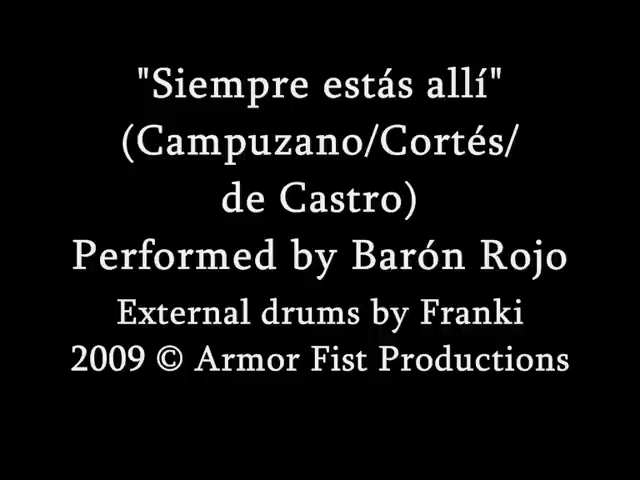 "Siempre estás allí"
(Campuzano/Cortés/
de Castro)
Performed by Barón Rojo
External drums by Franki
2009 © Armor Fist Productions